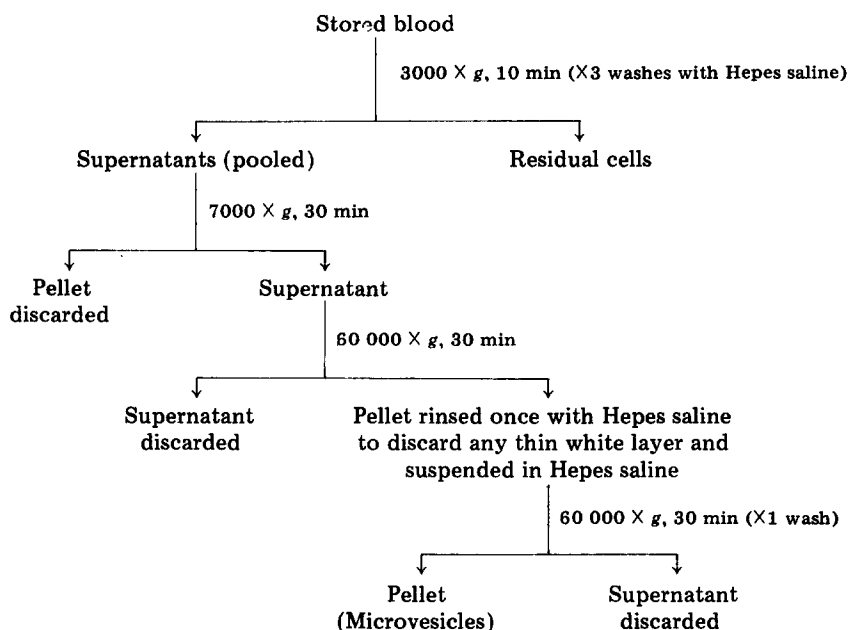 Stored blood
3000 × g, 10 min (×3 washes with Hepes saline)
Supernatants (pooled)
Residual cells
7000 × g, 30 min
Pellet
discarded
Supernatant
60 000 × g, 30 min
Supernatant
discarded
Pellet rinsed once with Hepes saline
to discard any thin white layer and
suspended in Hepes saline
60 000 × g, 30 min (×1 wash)
Pellet
(Microvesicles)
Supernatant
discarded